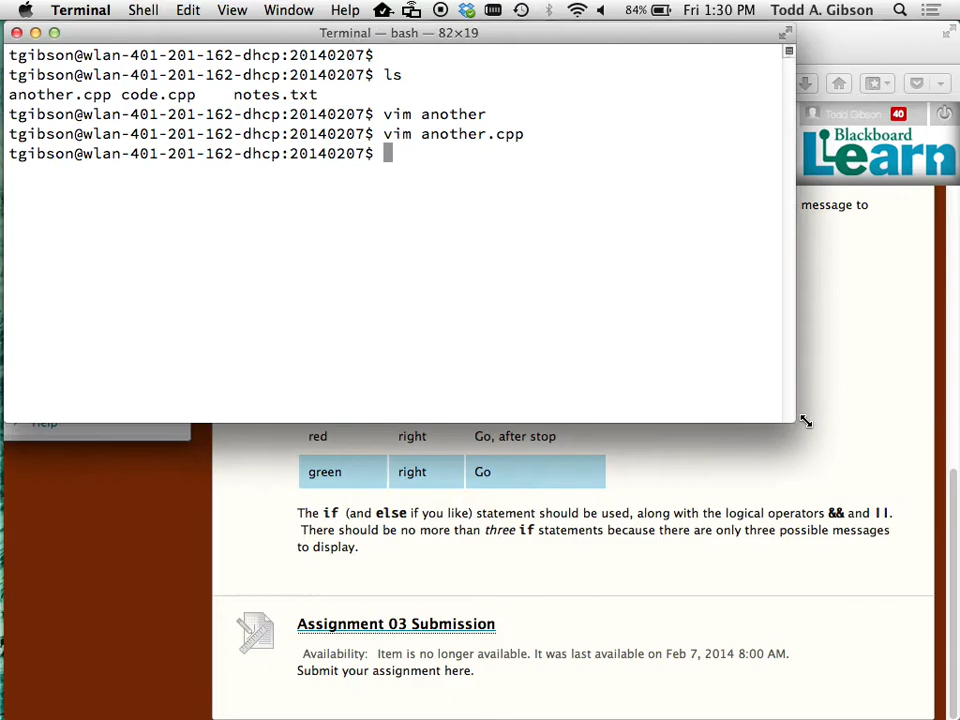 Terminal Shell Edit View Window Help 84% Fri 1:30 PM Todd A. Gibson
Terminal — bash — 82×19
tgibson@wlan-401-201-162-dhcp:20140207$
tgibson@wlan-401-201-162-dhcp:20140207$ ls
another.cpp code.cpp notes.txt
tgibson@wlan-401-201-162-dhcp:20140207$ vim another
tgibson@wlan-401-201-162-dhcp:20140207$ vim another.cpp
tgibson@wlan-401-201-162-dhcp:20140207$
Todd Gibson 40
Blackboard
Learn
message to
Help
red right Go, after stop
green right Go
The if (and else if you like) statement should be used, along with the logical operators && and ||.
There should be no more than three if statements because there are only three possible messages
to display.
Assignment 03 Submission
Availability: Item is no longer available. It was last available on Feb 7, 2014 8:00 AM.
Submit your assignment here.